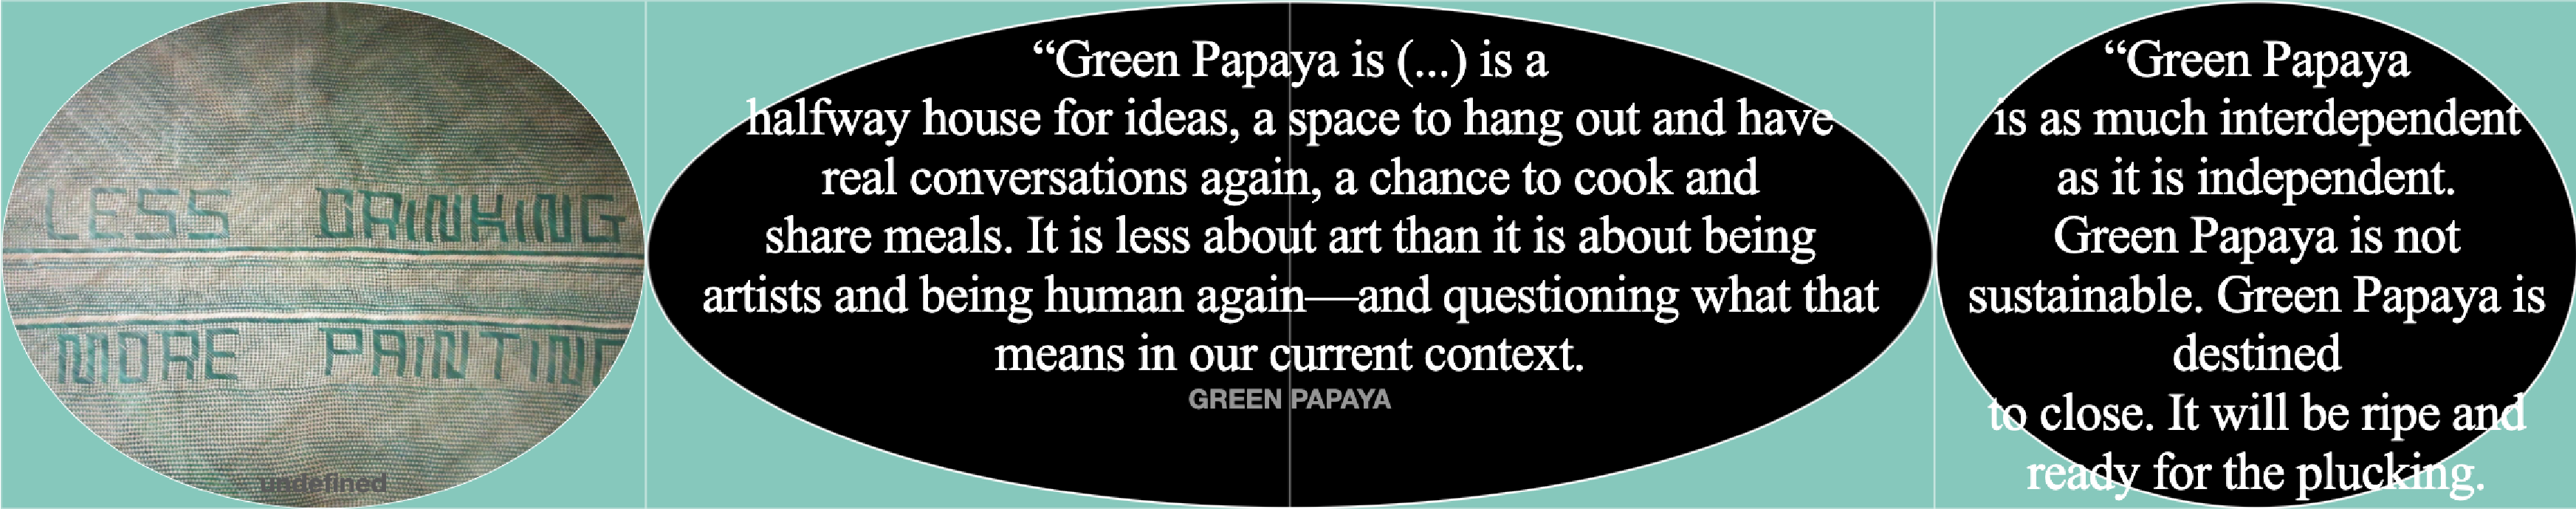 LESS DRINKING
MORE PAINTING
undefined
“Green Papaya is (...) is a
halfway house for ideas, a space to hang out and have
real conversations again, a chance to cook and
share meals. It is less about art than it is about being
artists and being human again—and questioning what that
means in our current context.
GREEN PAPAYA
“Green Papaya
is as much interdependent
as it is independent.
Green Papaya is not
sustainable. Green Papaya is
destined
to close. It will be ripe and
ready for the plucking.